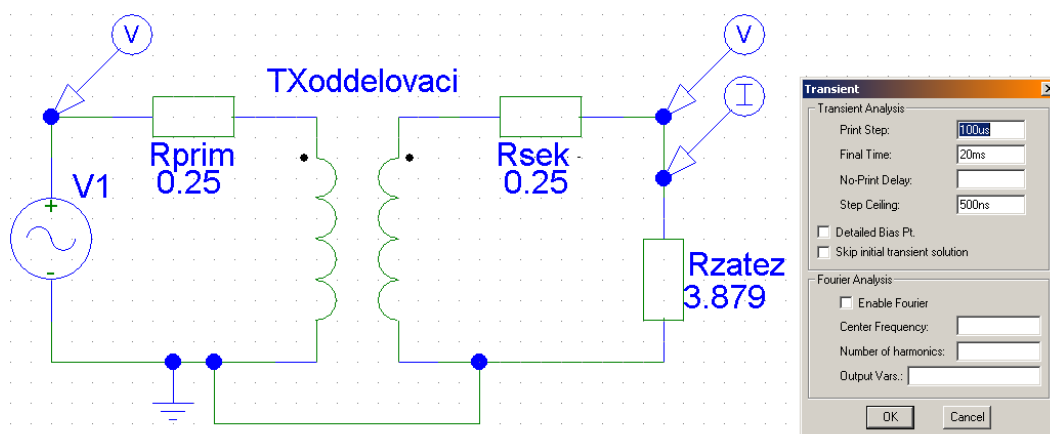 V
V
TXoddelovaci
I
Rprim
0.25
Rsek
0.25
V1
+
-
Rzatez
3.879
Transient
Transient Analysis
Print Step: 100us
Final Time: 20ms
No-Print Delay:
Step Ceiling: 500ns
Detailed Bias Pt.
Skip initial transient solution
Fourier Analysis
Enable Fourier
Center Frequency:
Number of harmonics:
Output Vars.:
OK Cancel